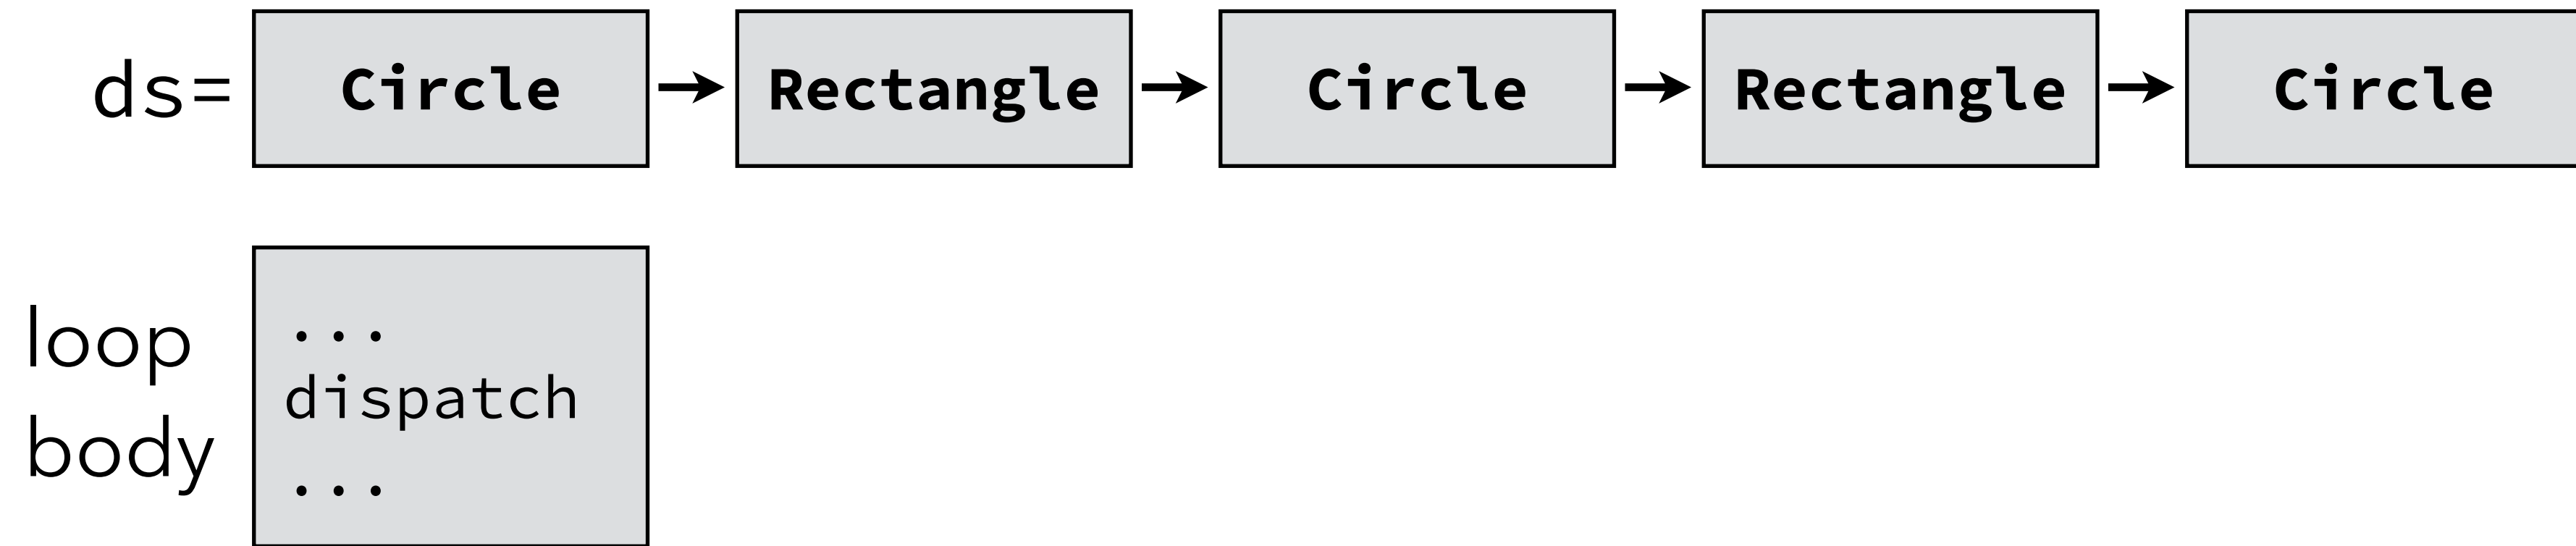 ds= Circle Rectangle Circle Rectangle Circle
loop
body
...
dispatch
...